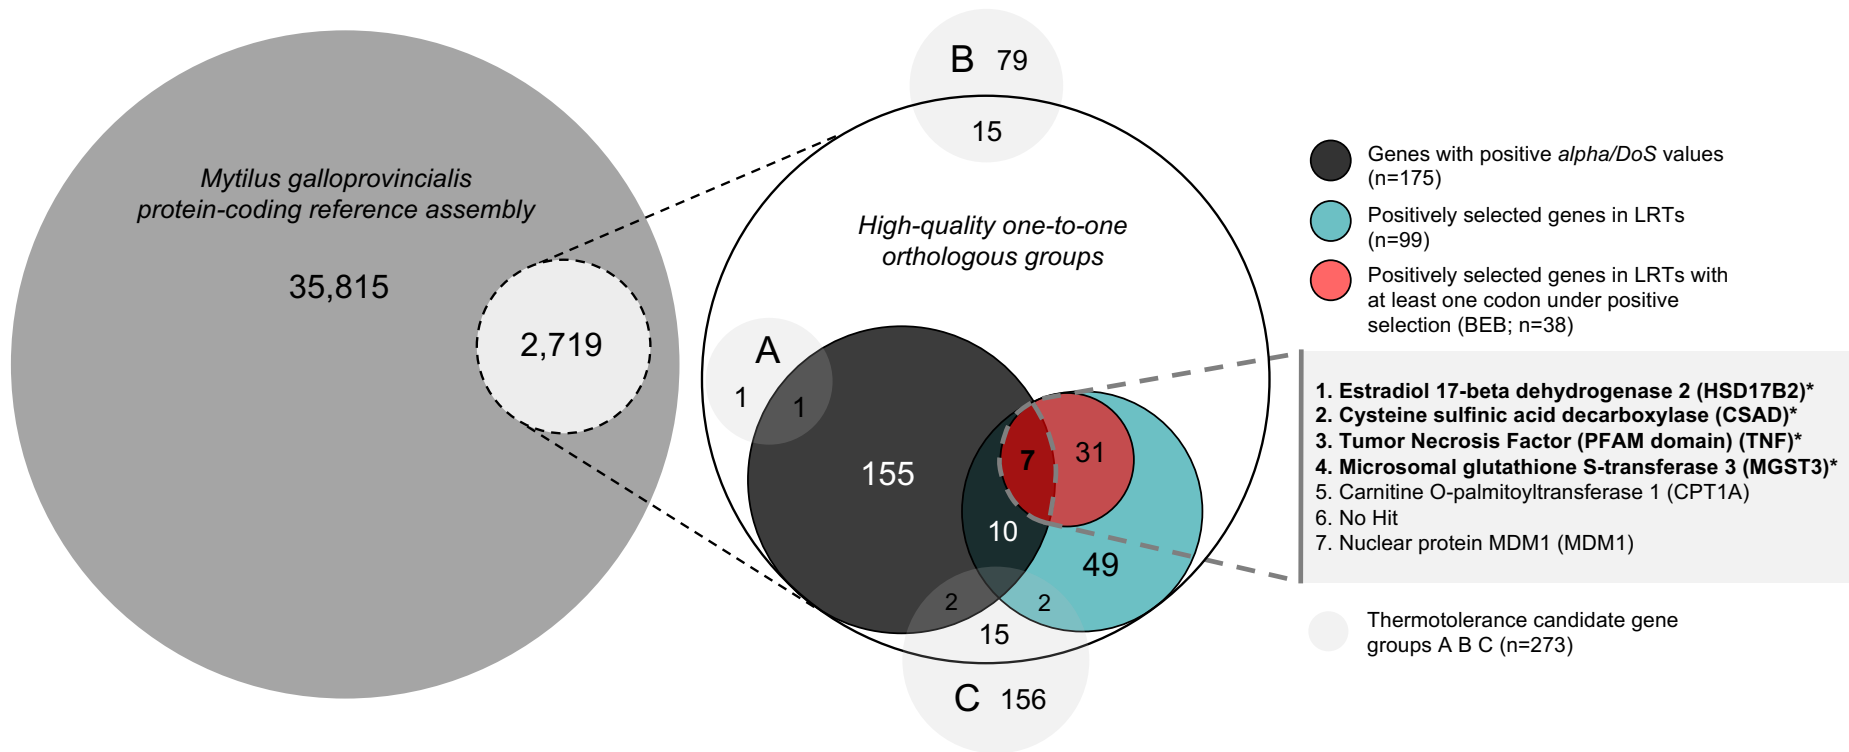 Mytilus galloprovincialis
protein-coding reference assembly
35,815
2,719
B 79
15
High-quality one-to-one
orthologous groups
A
1
1
155
7
31
10
49
2
2
15
C 156
Genes with positive alpha/DoS values
(n=175)
Positively selected genes in LRTs
(n=99)
Positively selected genes in LRTs with
at least one codon under positive
selection (BEB; n=38)
1. Estradiol 17-beta dehydrogenase 2 (HSD17B2)*
2. Cysteine sulfinic acid decarboxylase (CSAD)*
3. Tumor Necrosis Factor (PFAM domain) (TNF)*
4. Microsomal glutathione S-transferase 3 (MGST3)*
5. Carnitine O-palmitoyltransferase 1 (CPT1A)
6. No Hit
7. Nuclear protein MDM1 (MDM1)
Thermotolerance candidate gene
groups A B C (n=273)